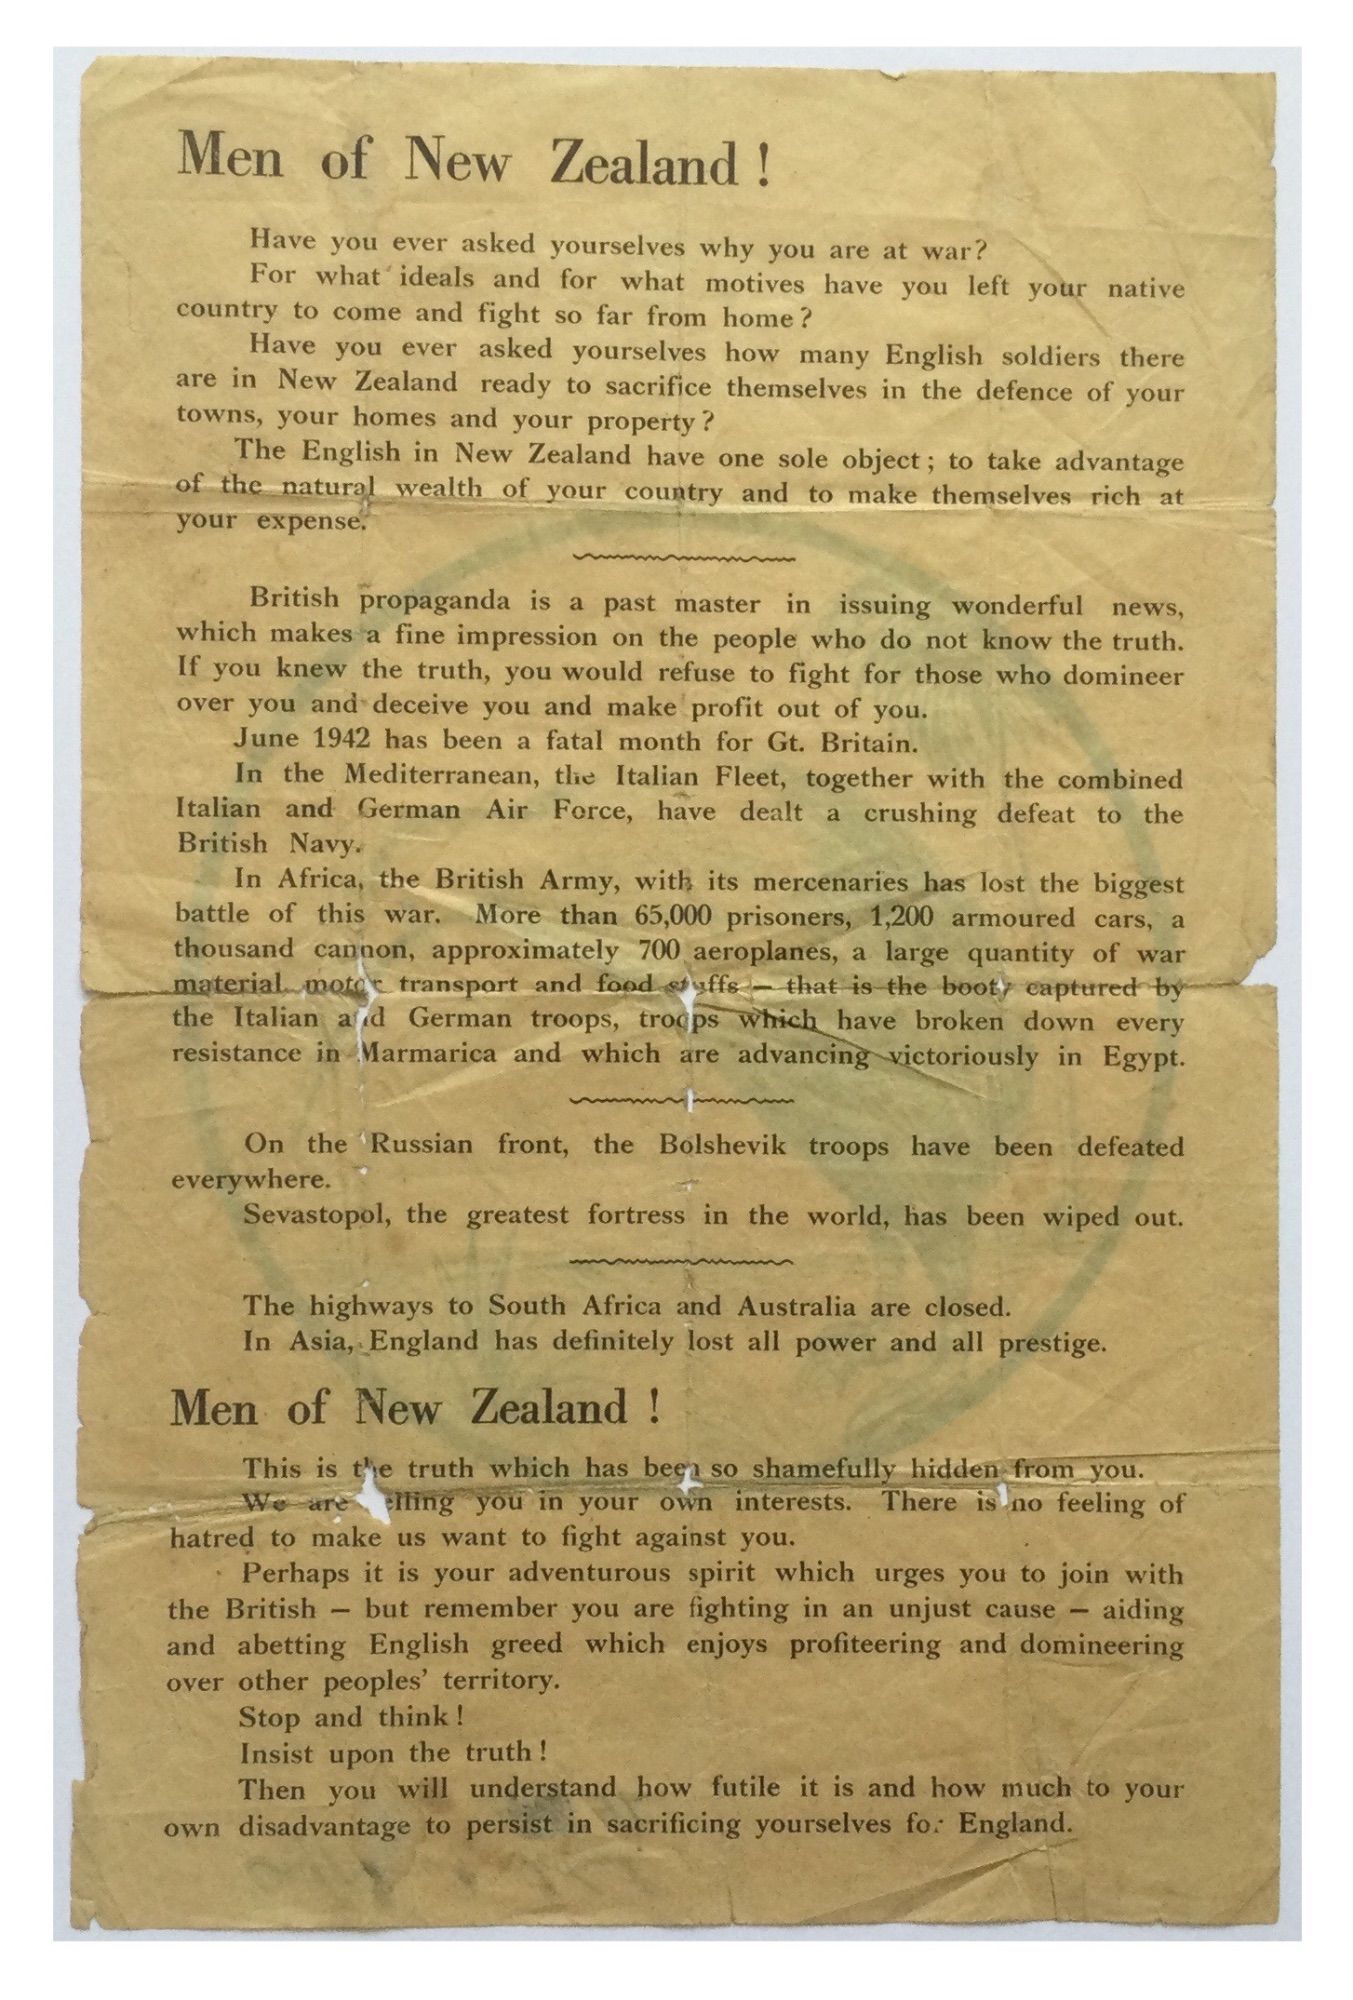 Men of New Zealand !
Have you ever asked yourselves why you are at war?
For what ideals and for what motives have you left your native
country to come and fight so far from home?
Have you ever asked yourselves how many English soldiers there
are in New Zealand ready to sacrifice themselves in the defence of your
towns, your homes and your property?
The English in New Zealand have one sole object; to take advantage
of the natural wealth of your country and to make themselves rich at
your expense.
British propaganda is a past master in issuing wonderful news,
which makes a fine impression on the people who do not know the truth.
If you knew the truth, you would refuse to fight for those who domineer
over you and deceive you and make profit out of you.
June 1942 has been a fatal month for Gt. Britain.
In the Mediterranean, the Italian Fleet, together with the combined
Italian and German Air Force, have dealt a crushing defeat to the
British Navy.
In Africa, the British Army, with its mercenaries has lost the biggest
battle of this war. More than 65,000 prisoners, 1,200 armoured cars, a
thousand cannon, approximately 700 aeroplanes, a large quantity of war
material motor transport and food stuffs — that is the booty captured by
the Italian and German troops, troops which have broken down every
resistance in Marmarica and which are advancing victoriously in Egypt.
On the Russian front, the Bolshevik troops have been defeated
everywhere.
Sevastopol, the greatest fortress in the world, has been wiped out.
The highways to South Africa and Australia are closed.
In Asia, England has definitely lost all power and all prestige.
Men of New Zealand !
This is the truth which has been so shamefully hidden from you.
We are telling you in your own interests. There is no feeling of
hatred to make us want to fight against you.
Perhaps it is your adventurous spirit which urges you to join with
the British — but remember you are fighting in an unjust cause — aiding
and abetting English greed which enjoys profiteering and domineering
over other peoples' territory.
Stop and think!
Insist upon the truth!
Then you will understand how futile it is and how much to your
own disadvantage to persist in sacrificing yourselves for England.